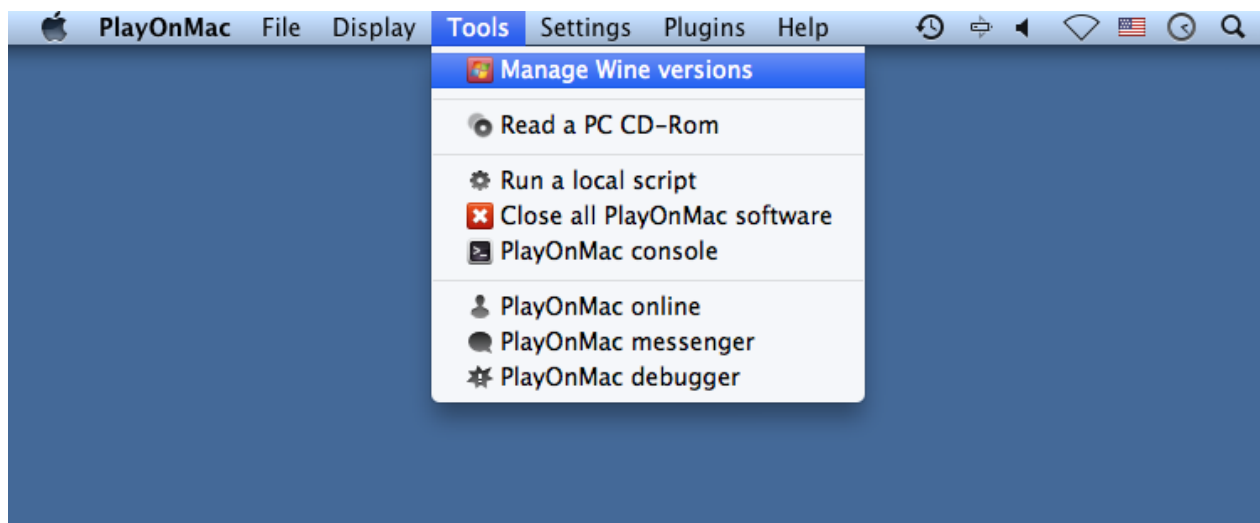 PlayOnMac File Display Tools Settings Plugins Help
Manage Wine versions
Read a PC CD-Rom
Run a local script
Close all PlayOnMac software
PlayOnMac console
PlayOnMac online
PlayOnMac messenger
PlayOnMac debugger